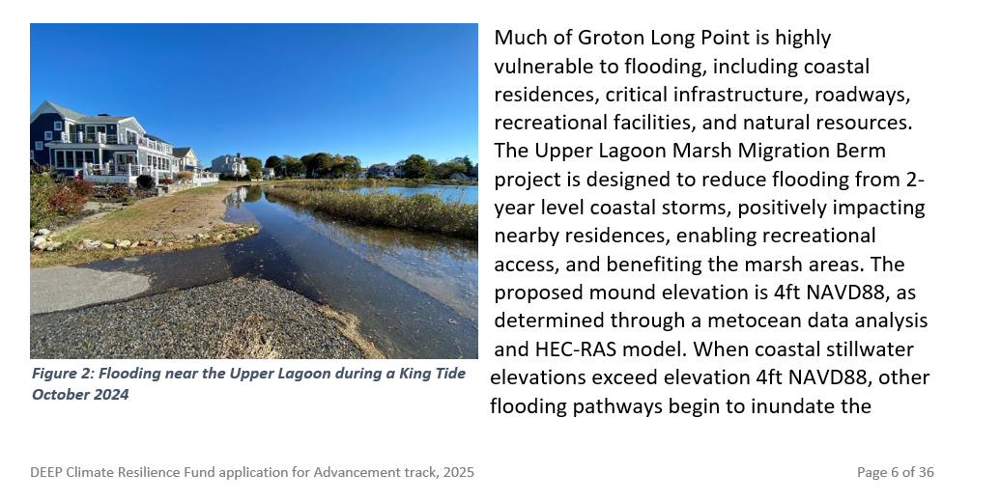 Much of Groton Long Point is highly
vulnerable to flooding, including coastal
residences, critical infrastructure, roadways,
recreational facilities, and natural resources.
The Upper Lagoon Marsh Migration Berm
project is designed to reduce flooding from 2-
year level coastal storms, positively impacting
nearby residences, enabling recreational
access, and benefiting the marsh areas. The
proposed mound elevation is 4ft NAVD88, as
determined through a metocean data analysis
and HEC-RAS model. When coastal stillwater
elevations exceed elevation 4ft NAVD88, other
flooding pathways begin to inundate the
Figure 2: Flooding near the Upper Lagoon during a King Tide
October 2024
DEEP Climate Resilience Fund application for Advancement track, 2025
Page 6 of 36